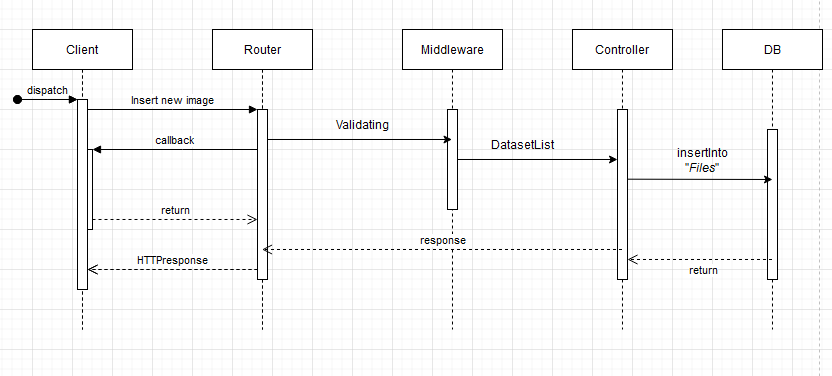 Client
Router
Middleware
Controller
DB
dispatch
Insert new image
Validating
callback
DatasetList
insertInto
"Files"
return
response
HTTPresponse
return